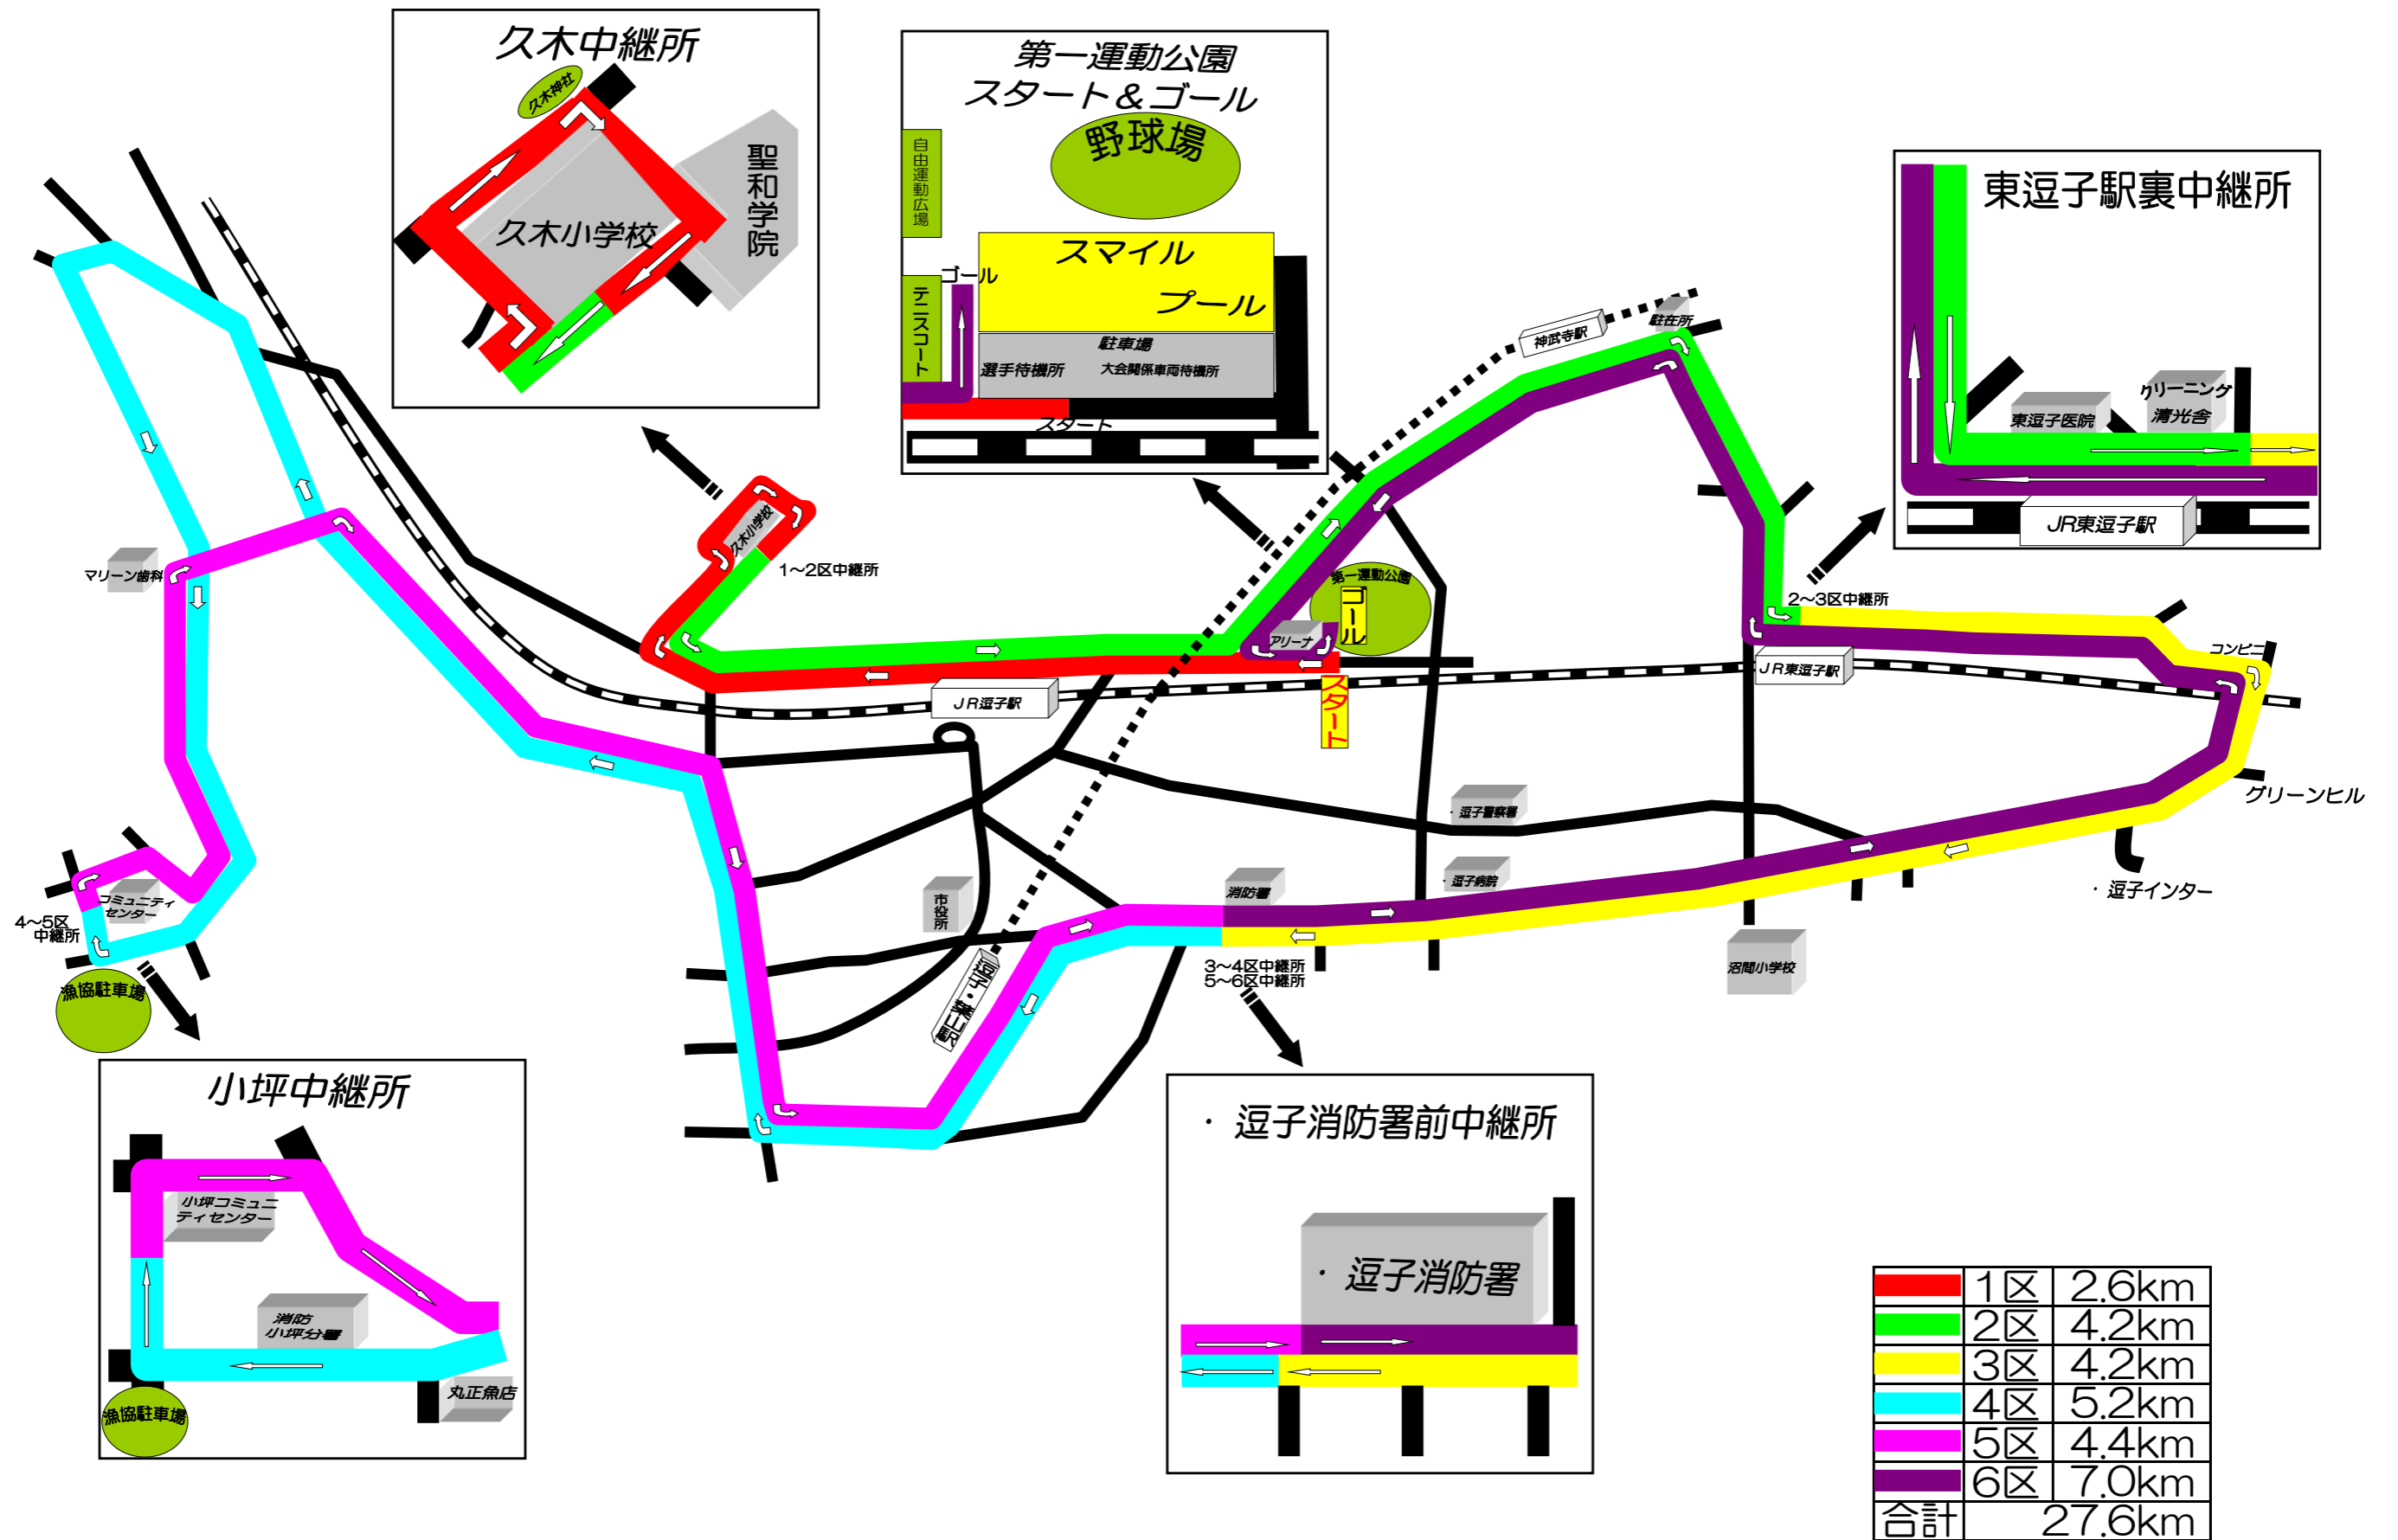 久木中継所
久木神社
聖和学院
久木小学校
第一運動公園
スタート&ゴール
野球場
自由運動広場
スマイル
プール
ゴール
テニスコート
駐車場
選手待機所
大会関係車両待機所
スタート
東逗子駅裏中継所
クリーニング
清光舎
東逗子医院
JR東逗子駅
駐在所
神武寺駅
久木小学校
1～2区中継所
マリーン歯科
第一運動公園
ゴール
アリーナ
スタート
2～3区中継所
コンビニ
JR東逗子駅
JR逗子駅
グリーンヒル
・逗子警察署
・逗子病院
・逗子インター
消防署
市役所
コミュニティ
センター
4～5区
中継所
漁協駐車場
逗子・葉山駅
3～4区中継所
5～6区中継所
沼間小学校
小坪中継所
小坪コミュニ
ティセンター
消防
小坪分署
丸正魚店
漁協駐車場
・逗子消防署前中継所
・逗子消防署
1区 2.6km
2区 4.2km
3区 4.2km
4区 5.2km
5区 4.4km
6区 7.0km
合計 27.6km